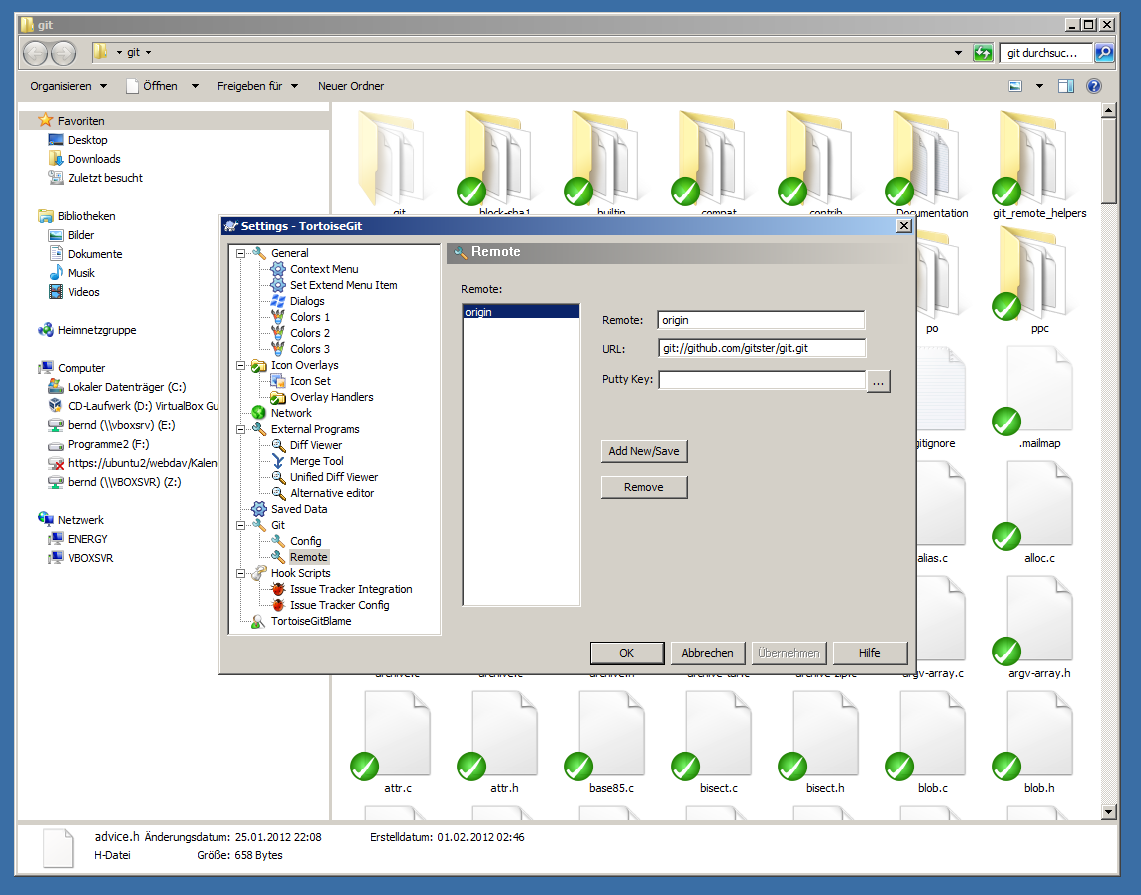 git
git
git durchsuc...
Organisieren
Öffnen
Freigeben für
Neuer Ordner
Favoriten
Desktop
Downloads
Zuletzt besucht
Bibliotheken
Bilder
Dokumente
Musik
Videos
Heimnetzgruppe
Computer
Lokaler Datenträger (C:)
CD-Laufwerk (D:) VirtualBox Gu
bernd (\\vboxsrv) (E:)
Programme2 (F:)
https://ubuntu2/webdav/Kalen
bernd (\\VBOXSVR) (Z:)
Netzwerk
ENERGY
VBOXSVR
.git
block-sha1
builtin
compat
contrib
Documentation
git_remote_helpers
po
ppc
.mailmap
alias.c
alloc.c
argv-array.c
argv-array.h
attr.c
attr.h
base85.c
bisect.c
bisect.h
blob.c
blob.h
Settings - TortoiseGit
General
Context Menu
Set Extend Menu Item
Dialogs
Colors 1
Colors 2
Colors 3
Icon Overlays
Icon Set
Overlay Handlers
Network
External Programs
Diff Viewer
Merge Tool
Unified Diff Viewer
Alternative editor
Saved Data
Git
Config
Remote
Hook Scripts
Issue Tracker Integration
Issue Tracker Config
TortoiseGitBlame
Remote
Remote:
origin
Remote:
origin
URL:
git://github.com/gitster/git.git
Putty Key:
...
Add New/Save
Remove
OK
Abbrechen
Übernehmen
Hilfe
advice.h Änderungsdatum: 25.01.2012 22:08
Erstelldatum: 01.02.2012 02:46
H-Datei
Größe: 658 Bytes